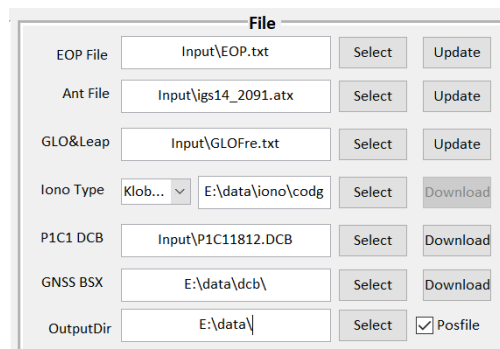 File
EOP File Input\EOP.txt Select Update
Ant File Input\igs14_2091.atx Select Update
GLO&Leap Input\GLOFre.txt Select Update
Iono Type Klob... E:\data\iono\codg Select Download
P1C1 DCB Input\P1C11812.DCB Select Download
GNSS BSX E:\data\dcb\ Select Download
OutputDir E:\data\ Select Posfile